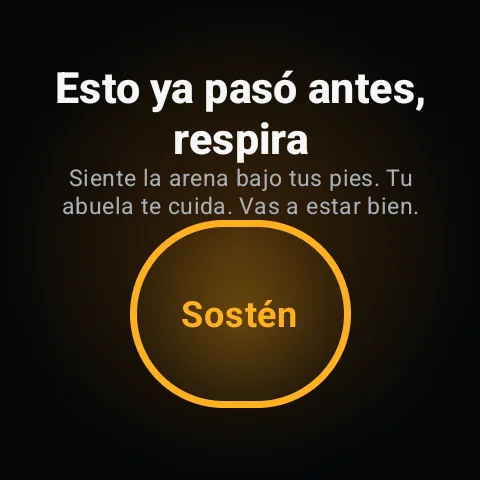 Esto ya pasó antes,
respira
Siente la arena bajo tus pies. Tu
abuela te cuida. Vas a estar bien.
Sostén